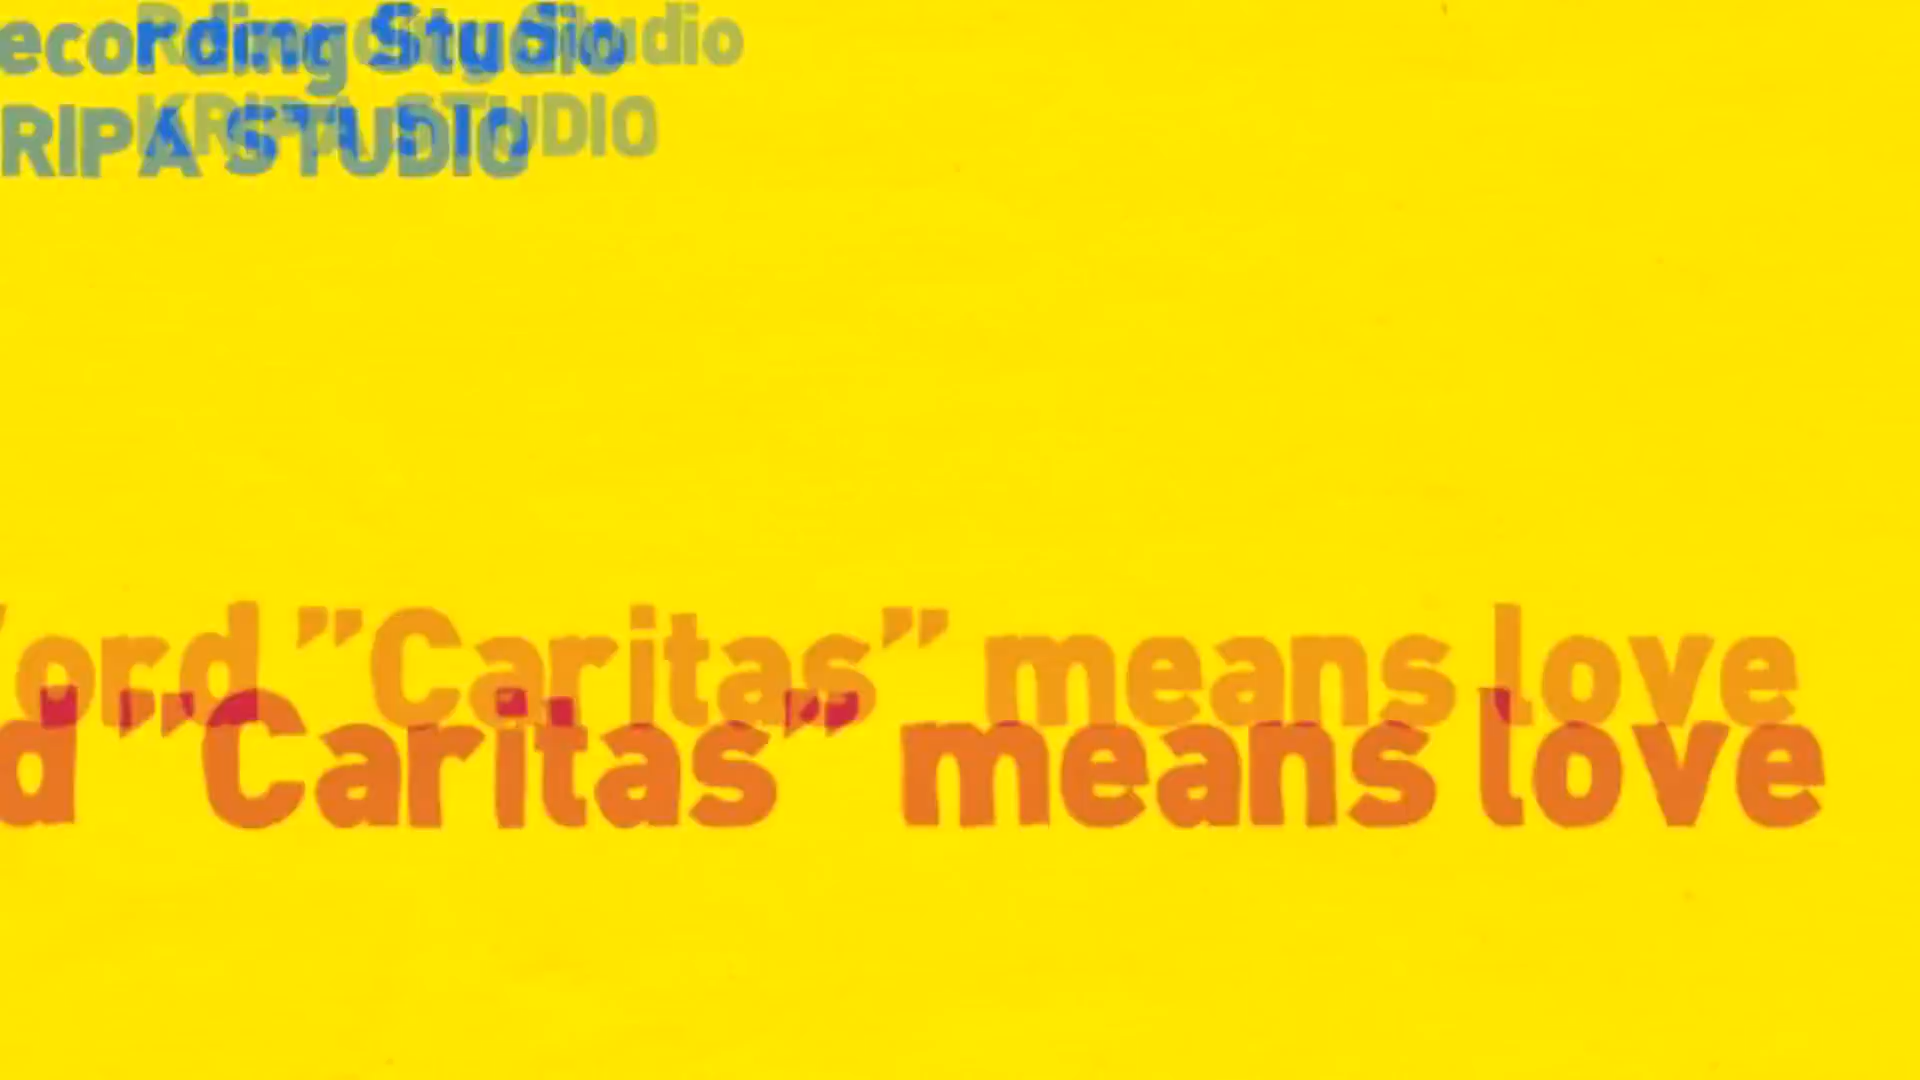 ecording Studio
RIPA STUDIO
ord ”Caritas” means love
d ”Caritas” means love